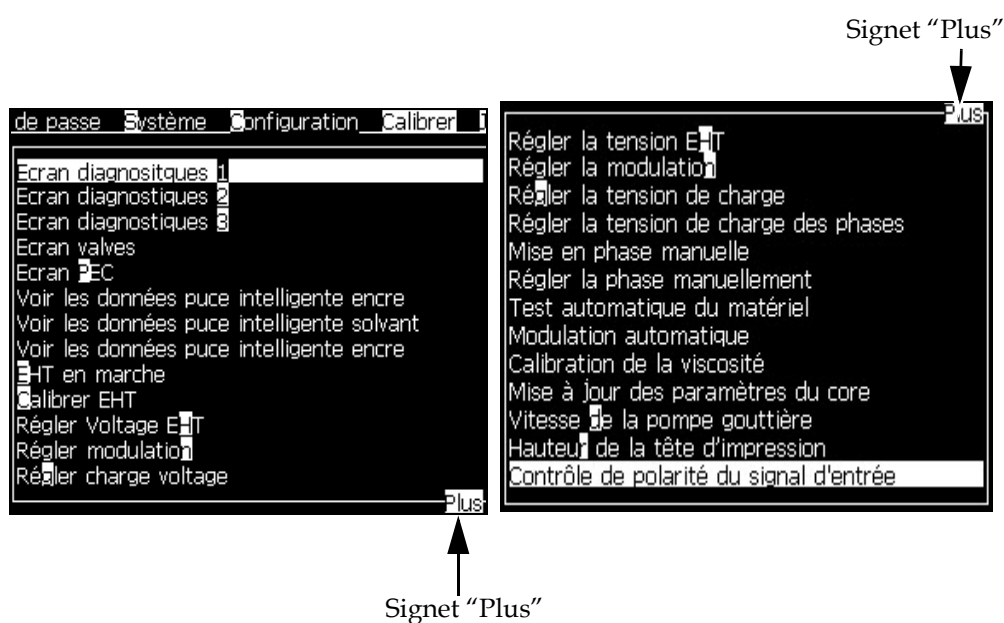 Signet “Plus”
de passe Système Configuration Calibrer
Ecran diagnositques 1
Ecran diagnostiques 2
Ecran diagnostiques 3
Ecran valves
Ecran PEC
Voir les données puce intelligente encre
Voir les données puce intelligente solvant
Voir les données puce intelligente encre
EHT en marche
Calibrer EHT
Régler Voltage EHT
Régler modulation
Régler charge voltage
Plus
Plus
Régler la tension EHT
Régler la modulation
Régler la tension de charge
Régler la tension de charge des phases
Mise en phase manuelle
Régler la phase manuellement
Test automatique du matériel
Modulation automatique
Calibration de la viscosité
Mise à jour des paramètres du core
Vitesse de la pompe gouttière
Hauteur de la tête d'impression
Contrôle de polarité du signal d'entrée
Signet “Plus”